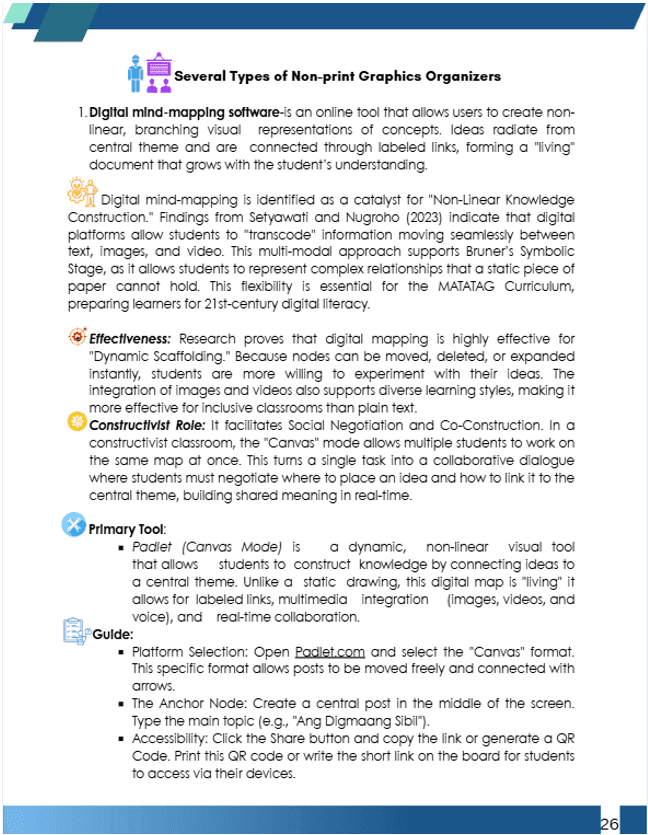 Several Types of Non-print Graphics Organizers
1. Digital mind-mapping software-is an online tool that allows users to create non-
linear, branching visual representations of concepts. Ideas radiate from
central theme and are connected through labeled links, forming a "living"
document that grows with the student's understanding.
Digital mind-mapping is identified as a catalyst for "Non-Linear Knowledge
Construction." Findings from Setyawati and Nugroho (2023) indicate that digital
platforms allow students to "transcode" information moving seamlessly between
text, images, and video. This multi-modal approach supports Bruner's Symbolic
Stage, as it allows students to represent complex relationships that a static piece of
paper cannot hold. This flexibility is essential for the MATATAG Curriculum,
preparing learners for 21st-century digital literacy.
Effectiveness: Research proves that digital mapping is highly effective for
"Dynamic Scaffolding." Because nodes can be moved, deleted, or expanded
instantly, students are more willing to experiment with their ideas. The
integration of images and videos also supports diverse learning styles, making it
more effective for inclusive classrooms than plain text.
Constructivist Role: It facilitates Social Negotiation and Co-Construction. In a
constructivist classroom, the "Canvas" mode allows multiple students to work on
the same map at once. This turns a single task into a collaborative dialogue
where students must negotiate where to place an idea and how to link it to the
central theme, building shared meaning in real-time.
Primary Tool:
▪ Padlet (Canvas Mode) is a dynamic, non-linear visual tool
that allows students to construct knowledge by connecting ideas to
a central theme. Unlike a static drawing, this digital map is "living" it
allows for labeled links, multimedia integration (images, videos, and
voice), and real-time collaboration.
Guide:
▪ Platform Selection: Open Padlet.com and select the "Canvas" format.
This specific format allows posts to be moved freely and connected with
arrows.
▪ The Anchor Node: Create a central post in the middle of the screen.
Type the main topic (e.g., "Ang Digmaang Sibil").
▪ Accessibility: Click the Share button and copy the link or generate a QR
Code. Print this QR code or write the short link on the board for students
to access via their devices.
26